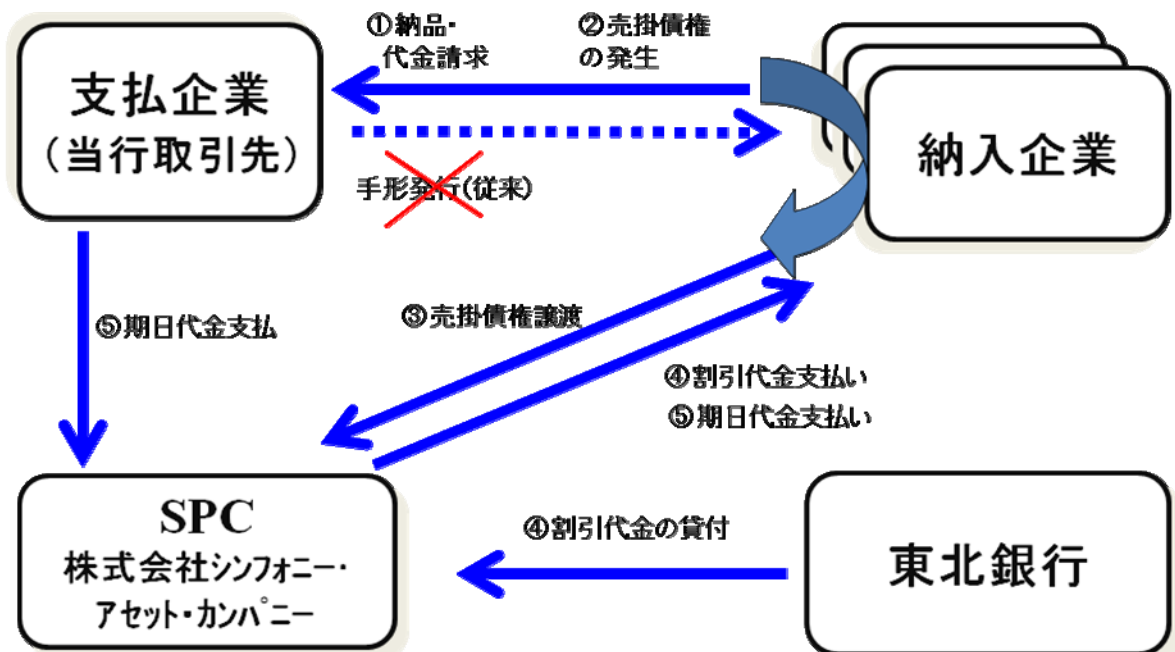 ①納品・
代金請求
②売掛債権
の発生
支払企業
(当行取引先)
納入企業
手形発行(従来)
⑤期日代金支払
③売掛債権譲渡
④割引代金支払い
⑤期日代金支払い
SPC
株式会社シンフォニー・
アセット・カンパニー
④割引代金の貸付
東北銀行